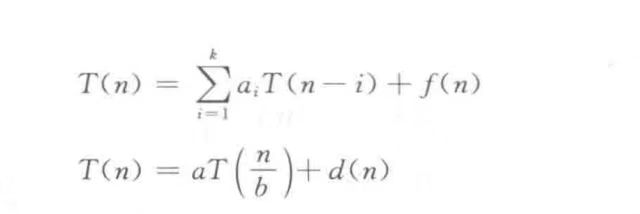 T(n) = \sum_{i=1}^{k} a_i T(n-i) + f(n)
T(n) = aT\left(\frac{n}{b}\right) + d(n)